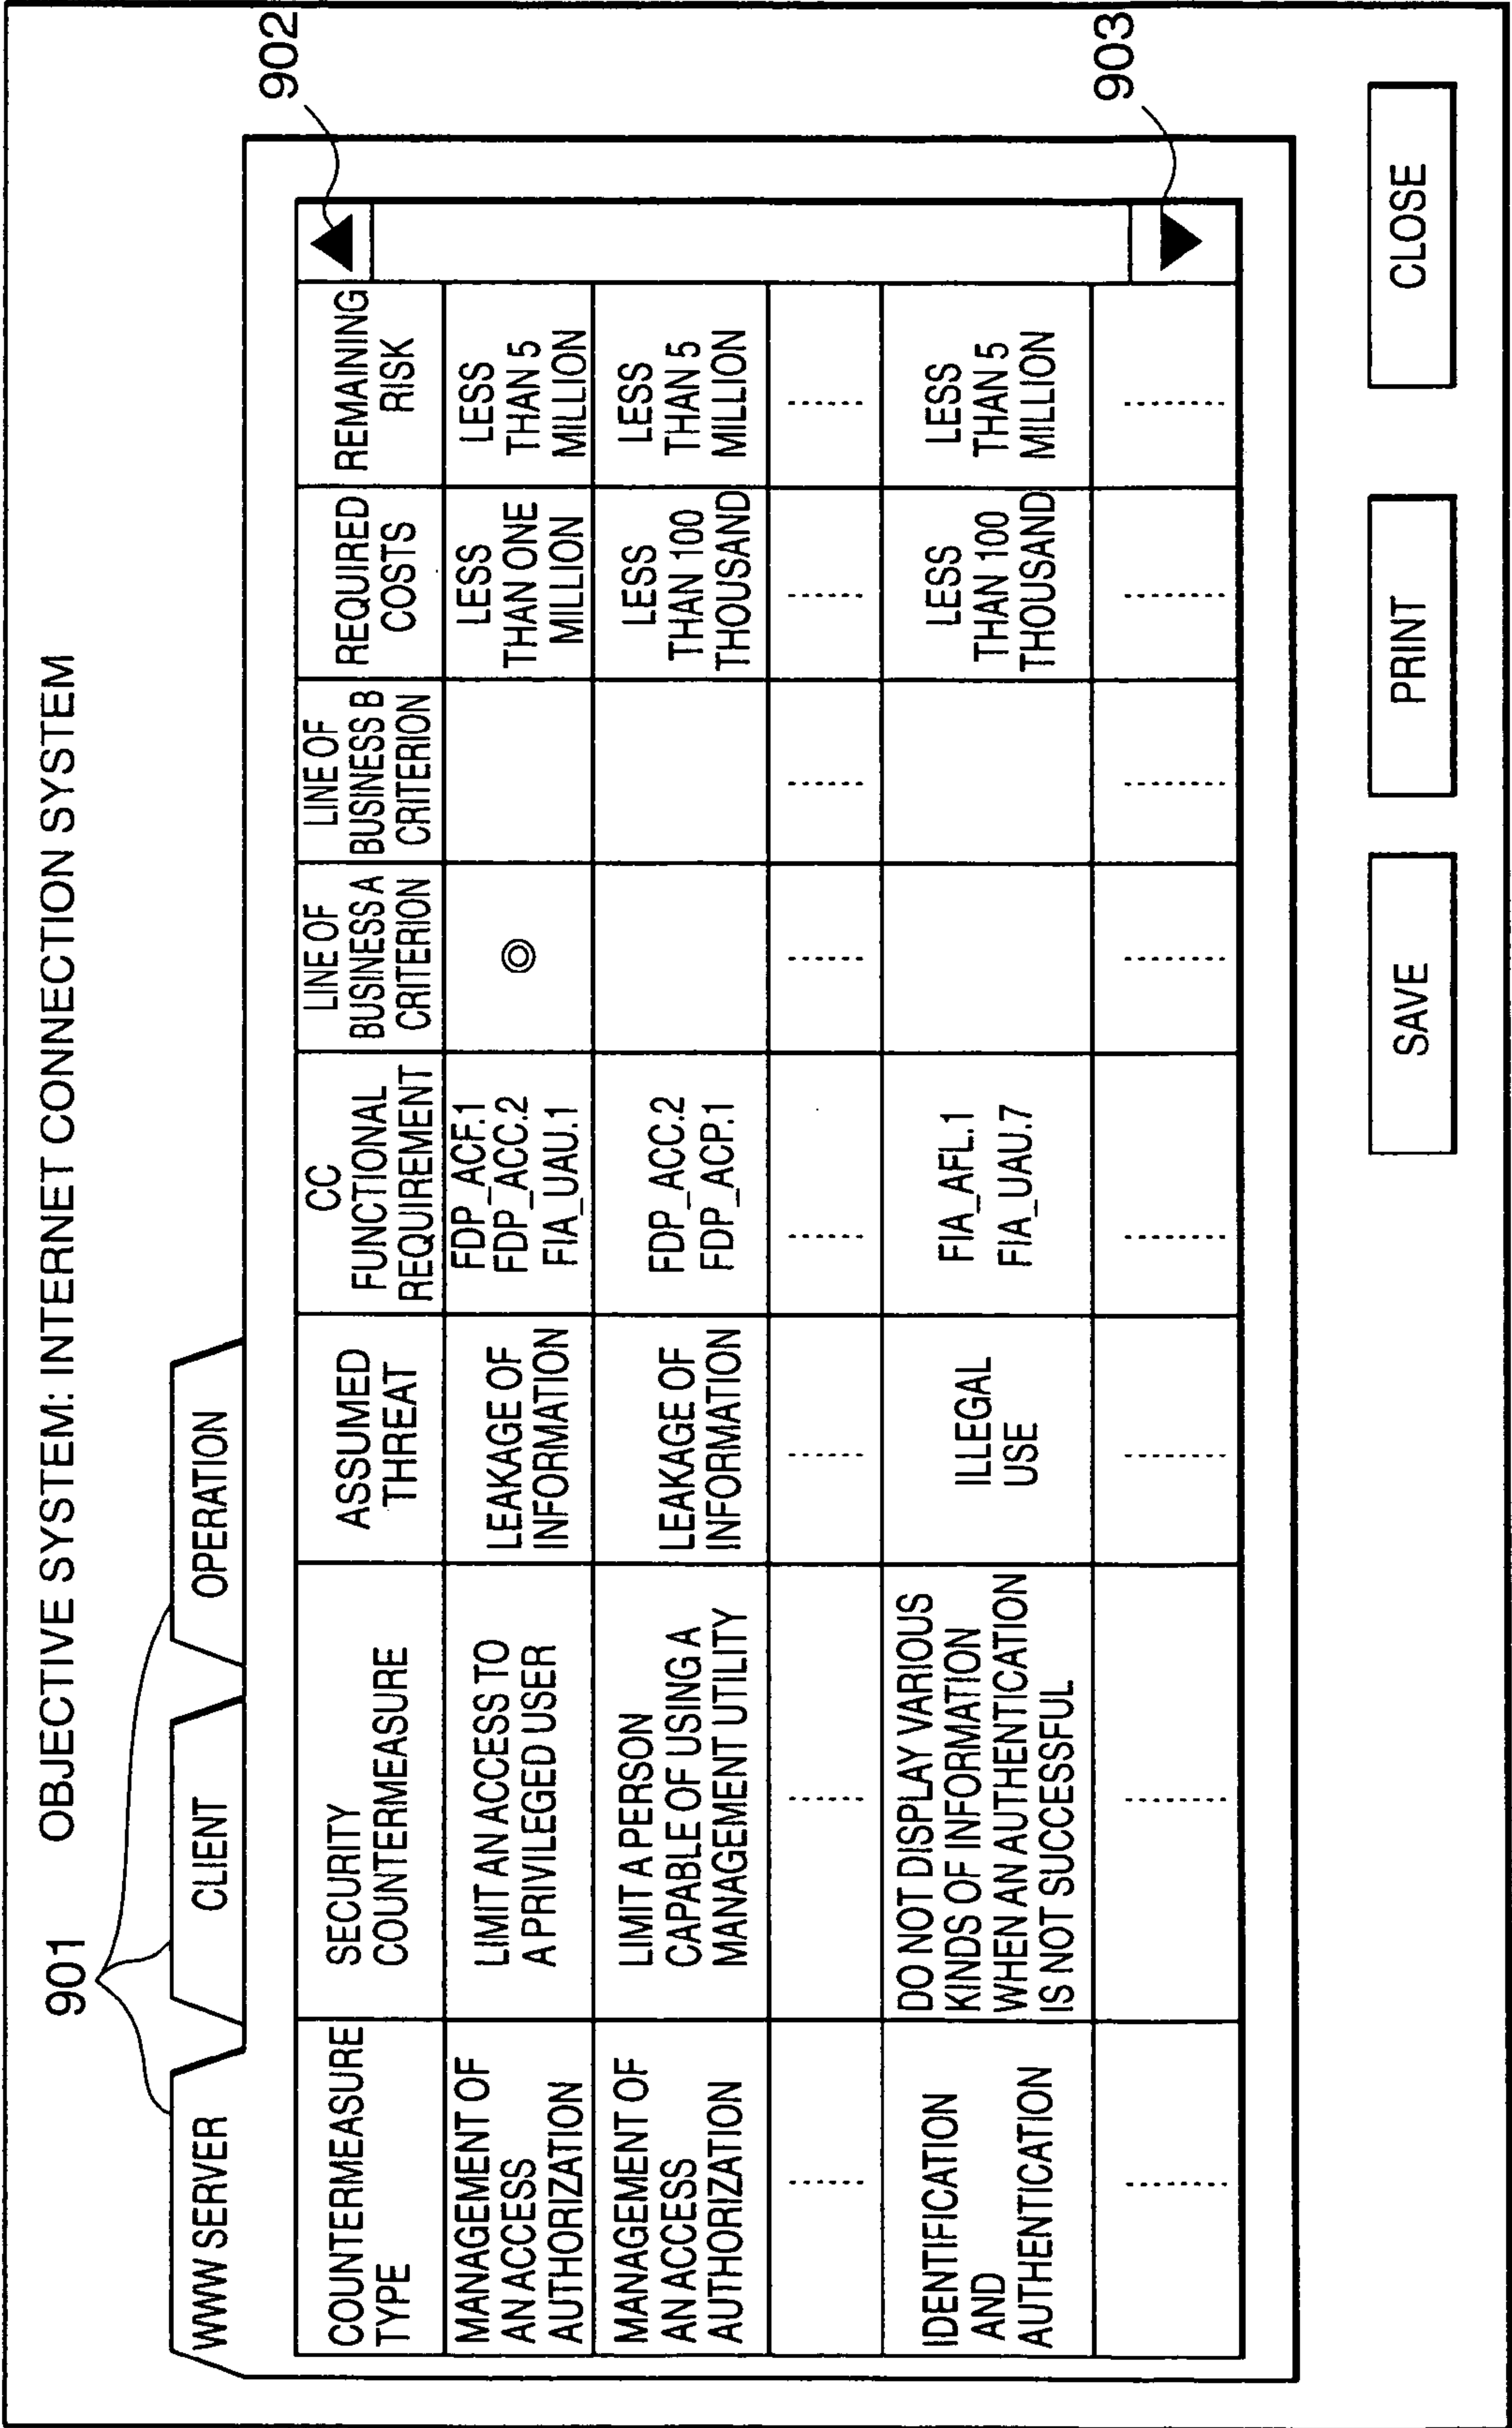 901
OBJECTIVE SYSTEM: INTERNET CONNECTION SYSTEM
WWW SERVER
CLIENT
OPERATION
902
COUNTERMEASURE
TYPE
SECURITY
COUNTERMEASURE
ASSUMED
THREAT
CC
FUNCTIONAL
REQUIREMENT
LINE OF
BUSINESS A
CRITERION
LINE OF
BUSINESS B
CRITERION
REQUIRED
COSTS
REMAINING
RISK
MANAGEMENT OF
AN ACCESS
AUTHORIZATION
LIMIT AN ACCESS TO
A PRIVILEGED USER
LEAKAGE OF
INFORMATION
FDP_ACF.1
FDP_ACC.2
FIA_UAU.1
◎
LESS
THAN ONE
MILLION
LESS
THAN 5
MILLION
MANAGEMENT OF
AN ACCESS
AUTHORIZATION
LIMIT A PERSON
CAPABLE OF USING A
MANAGEMENT UTILITY
LEAKAGE OF
INFORMATION
FDP_ACC.2
FDP_ACP.1
LESS
THAN 100
THOUSAND
LESS
THAN 5
MILLION
IDENTIFICATION
AND
AUTHENTICATION
DO NOT DISPLAY VARIOUS
KINDS OF INFORMATION
WHEN AN AUTHENTICATION
IS NOT SUCCESSFUL
ILLEGAL
USE
FIA_AFL.1
FIA_UAU.7
LESS
THAN 100
THOUSAND
LESS
THAN 5
MILLION
903
SAVE
PRINT
CLOSE